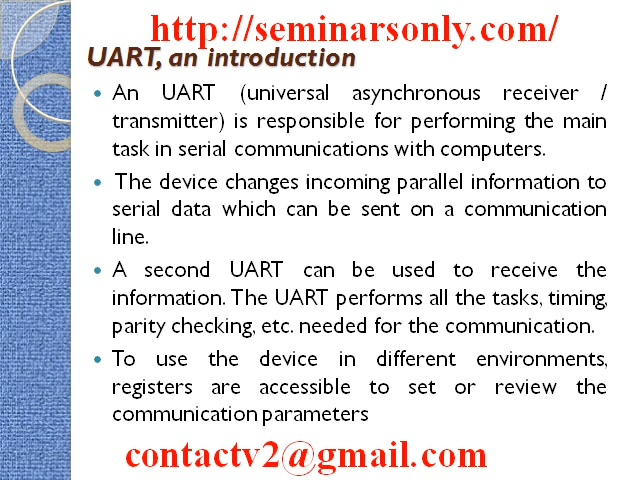 http://seminarsonly.com/
UART, an introduction
• An UART (universal asynchronous receiver /
transmitter) is responsible for performing the main
task in serial communications with computers.
• The device changes incoming parallel information to
serial data which can be sent on a communication
line.
• A second UART can be used to receive the
information. The UART performs all the tasks, timing,
parity checking, etc. needed for the communication.
• To use the device in different environments,
registers are accessible to set or review the
communication parameters
contactv2@gmail.com